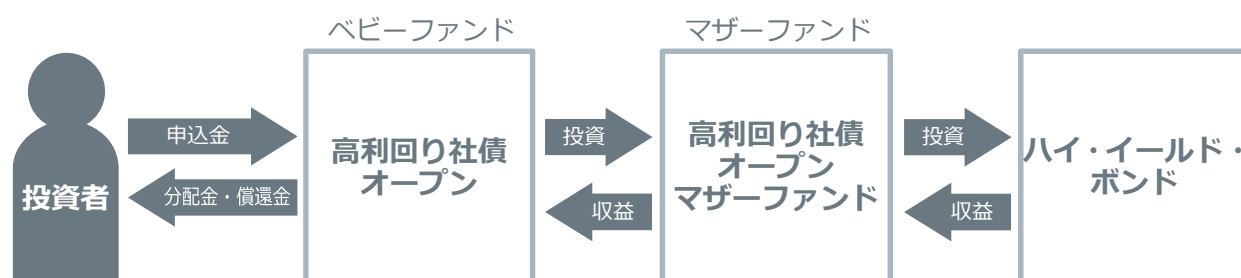 ベビーファンド
マザーファンド
投資者
申込金
分配金・償還金
高利回り社債
オープン
投資
収益
高利回り社債
オープン
マザーファンド
投資
収益
ハイ・イールド・
ボンド